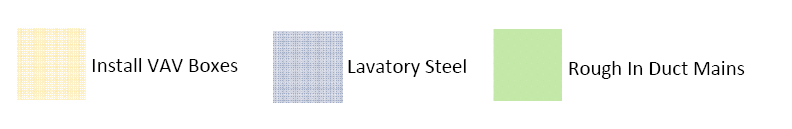 Install VAV Boxes
Lavatory Steel
Rough In Duct Mains